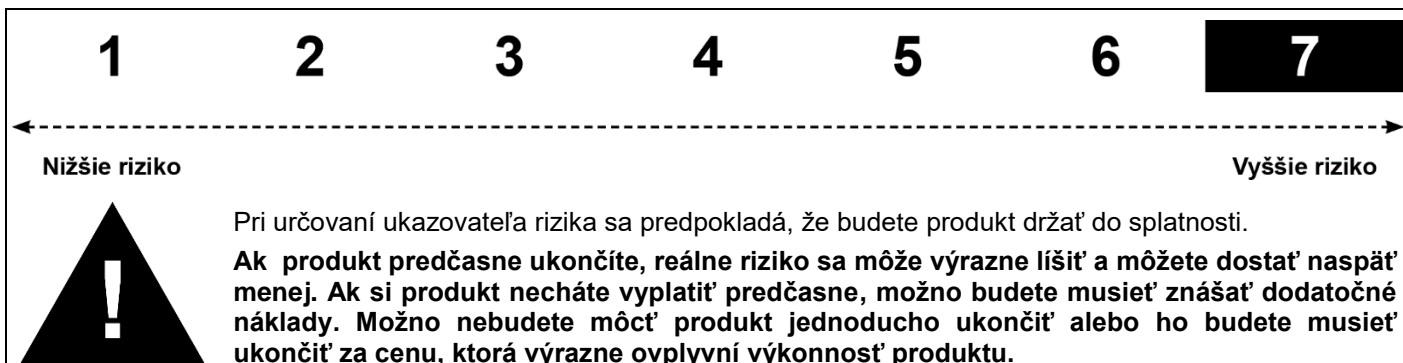 1 2 3 4 5 6 7
Nižšie riziko Vyššie riziko
Pri určovaní ukazovateľa rizika sa predpokladá, že budete produkt držať do splatnosti.
Ak produkt predčasne ukončíte, reálne riziko sa môže výrazne líšiť a môžete dostať naspäť
menej. Ak si produkt necháte vyplatiť predčasne, možno budete musieť znášať dodatočné
náklady. Možno nebudete môcť produkt jednoducho ukončiť alebo ho budete musieť
ukončiť za cenu, ktorá výrazne ovplyvní výkonnosť produktu.
!